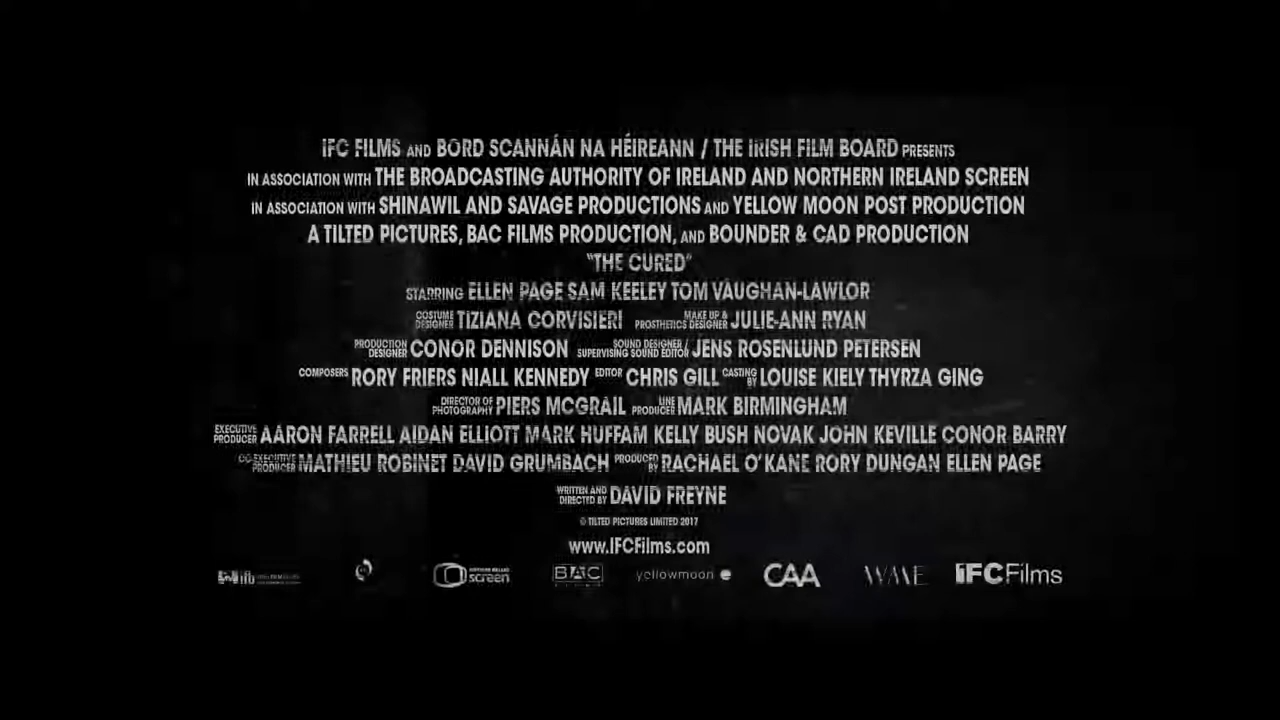 IFC FILMS AND BORD SCANNÁN NA HÉIREANN / THE IRISH FILM BOARD PRESENTS
IN ASSOCIATION WITH THE BROADCASTING AUTHORITY OF IRELAND AND NORTHERN IRELAND SCREEN
IN ASSOCIATION WITH SHINAWIL AND SAVAGE PRODUCTIONS AND YELLOW MOON POST PRODUCTION
A TILTED PICTURES, BAC FILMS PRODUCTION, AND BOUNDER & CAD PRODUCTION
"THE CURED"
STARRING ELLEN PAGE SAM KEELEY TOM VAUGHAN-LAWLOR
COSTUME DESIGNER TIZIANA CORVISIERI MAKE UP & PROSTHETICS DESIGNER JULIE-ANN RYAN
PRODUCTION DESIGNER CONOR DENNISON SOUND DESIGNER / SUPERVISING SOUND EDITOR JENS ROSENLUND PETERSEN
COMPOSERS RORY FRIERS NIALL KENNEDY EDITOR CHRIS GILL CASTING BY LOUISE KIELY THYRZA GING
DIRECTOR OF PHOTOGRAPHY PIERS MCGRAIL LINE PRODUCER MARK BIRMINGHAM
EXECUTIVE PRODUCER AARON FARRELL AIDAN ELLIOTT MARK HUFFAM KELLY BUSH NOVAK JOHN KEVILLE CONOR BARRY
CO-EXECUTIVE PRODUCER MATHIEU ROBINET DAVID GRUMBACH PRODUCED BY RACHAEL O'KANE RORY DUNGAN ELLEN PAGE
WRITTEN AND DIRECTED BY DAVID FREYNE
© TILTED PICTURES LIMITED 2017
www.IFCFilms.com
ifb NORTHERN IRELAND screen BAC yellowmoon CAA WME IFC Films